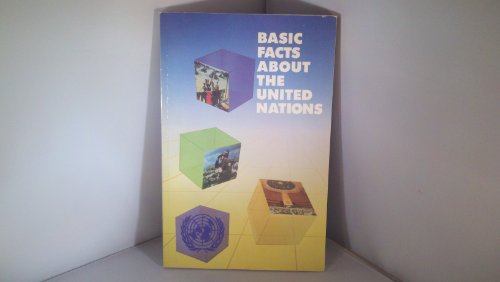 BASIC
FACTS
ABOUT
THE
UNITED
NATIONS